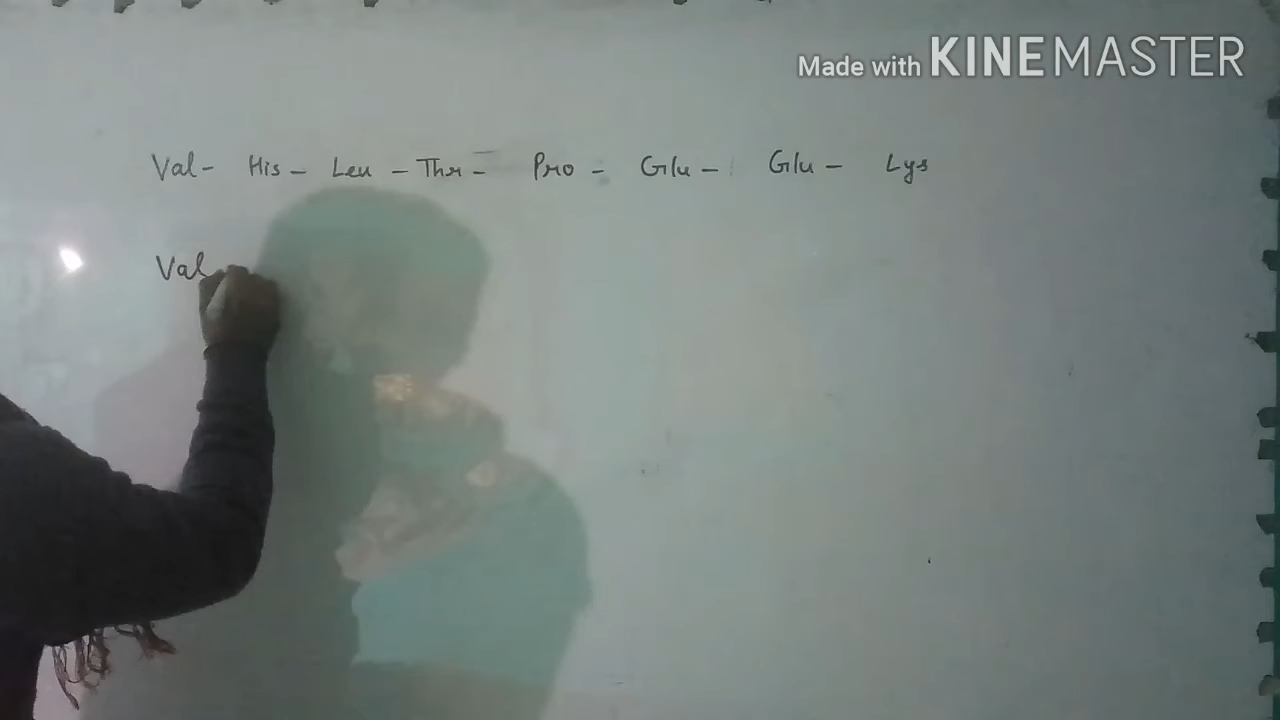 Made with KINEMASTER
Val- His - Leu - Thr - Pro - Glu - Glu - Lys
Val